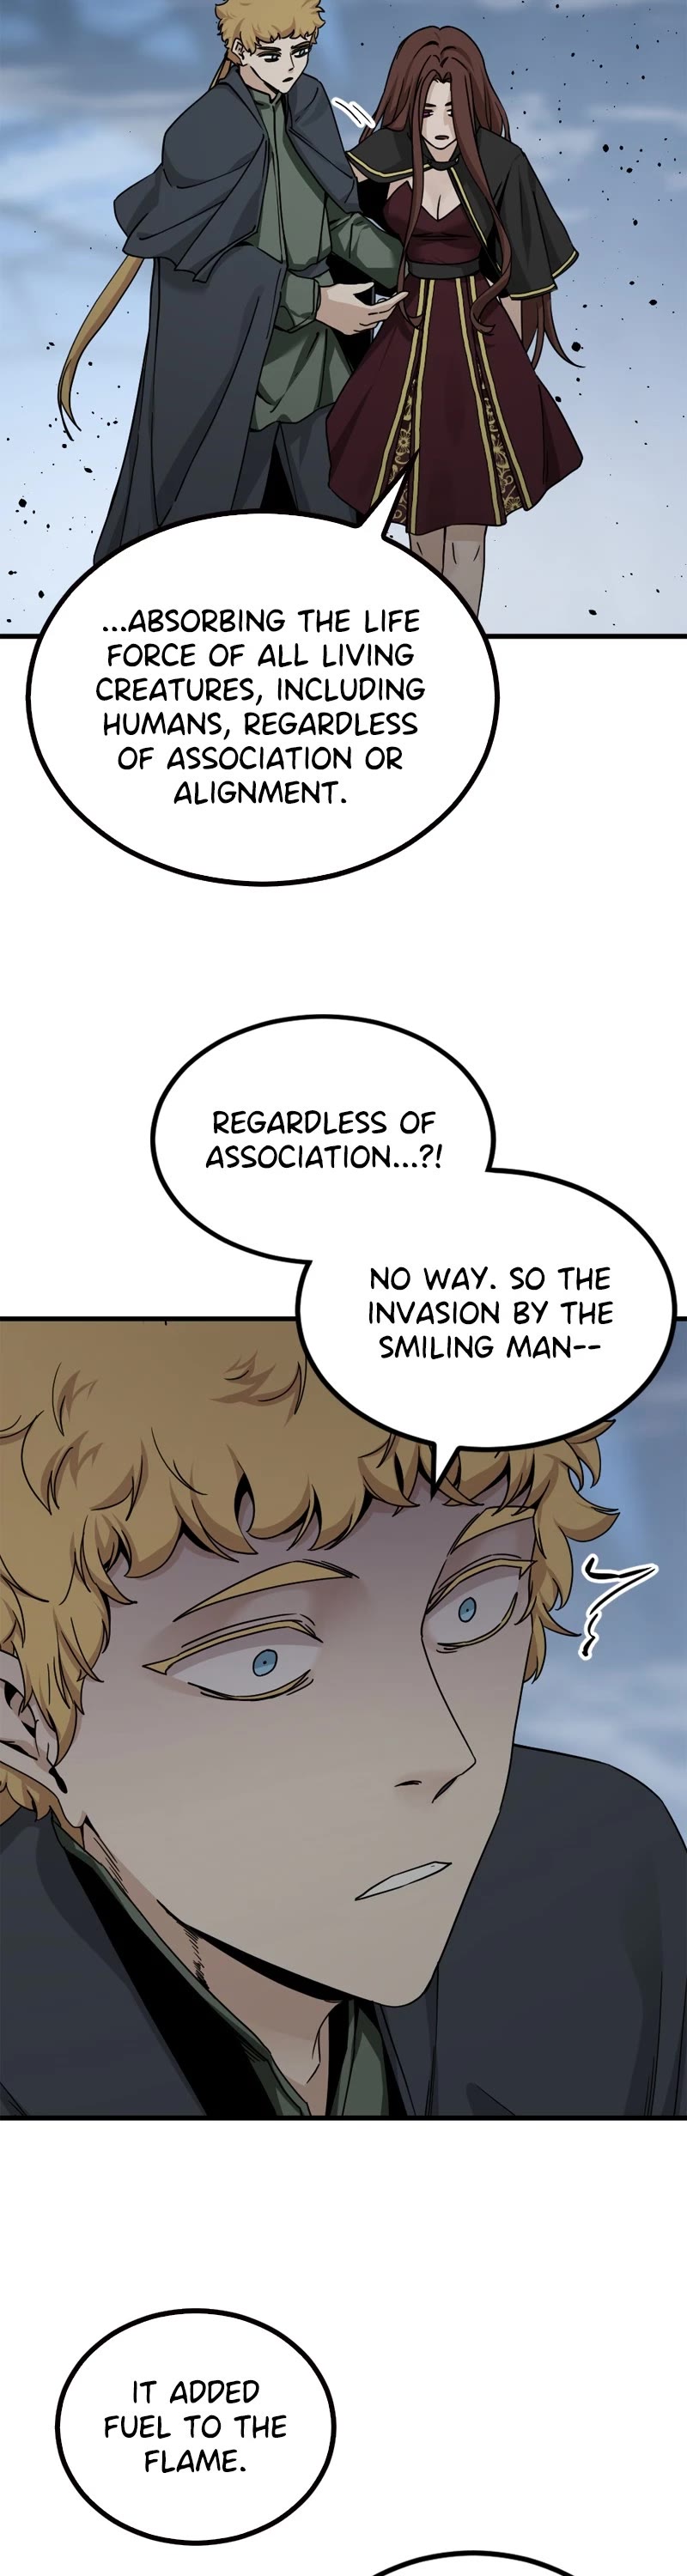 ...ABSORBING THE LIFE
FORCE OF ALL LIVING
CREATURES, INCLUDING
HUMANS, REGARDLESS
OF ASSOCIATION OR
ALIGNMENT.
REGARDLESS OF
ASSOCIATION...?!
NO WAY. SO THE
INVASION BY THE
SMILING MAN--
IT ADDED
FUEL TO THE
FLAME.